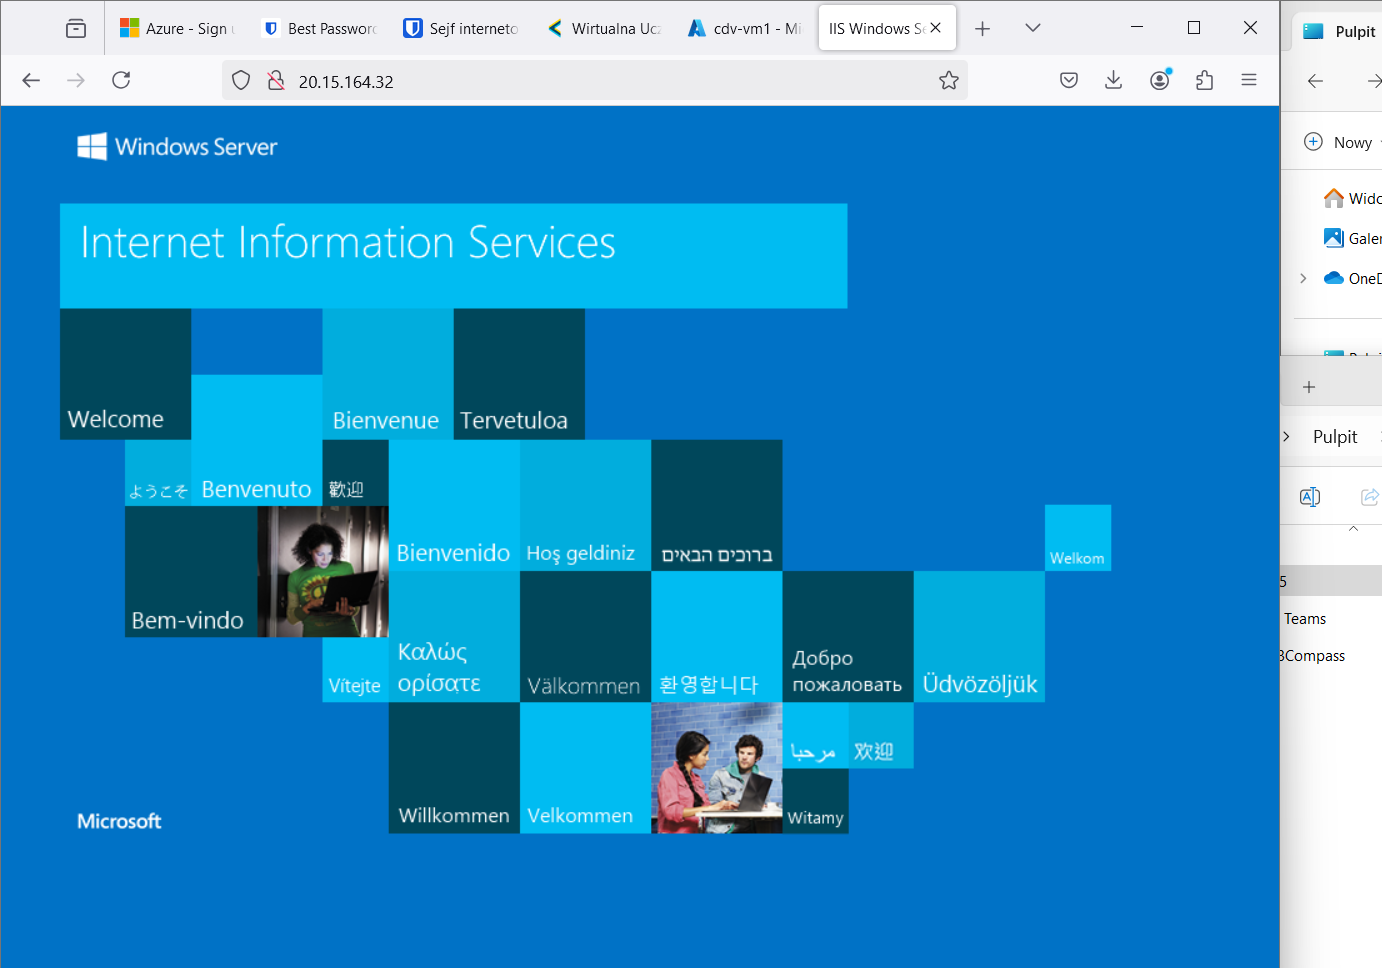 Azure - Sign
Best Passwor
Sejf interneto
Wirtualna Ucz
cdv-vm1 - Mi
IIS Windows Se
20.15.164.32
Windows Server
Internet Information Services
Welcome
Bienvenue
Tervetuloa
ようこそ
Benvenuto
歡迎
Bienvenido
Hoş geldiniz
ברוכים הבאים
Welkom
Bem-vindo
Vítejte
Καλώς
ορίσατε
Välkommen
환영합니다
Добро
пожаловать
Üdvözöljük
Willkommen
Velkommen
مرحبا
欢迎
Witamy
Microsoft
Pulpit
Nowy
Galer
OneD
Pulpit
5
Teams
Compass